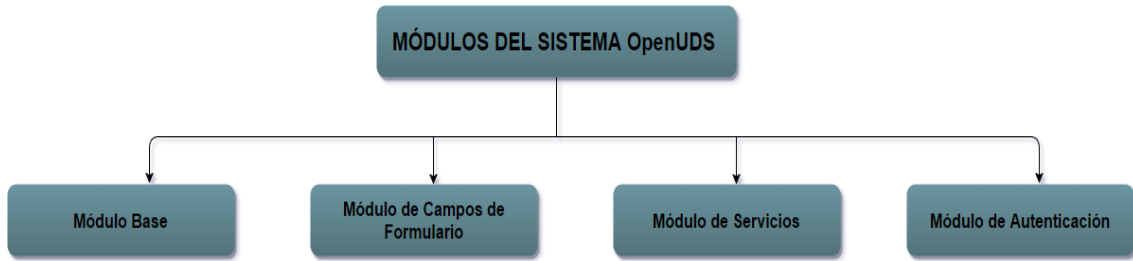 MÓDULOS DEL SISTEMA OpenUDS
Módulo Base
Módulo de Campos de
Formulario
Módulo de Servicios
Módulo de Autenticación